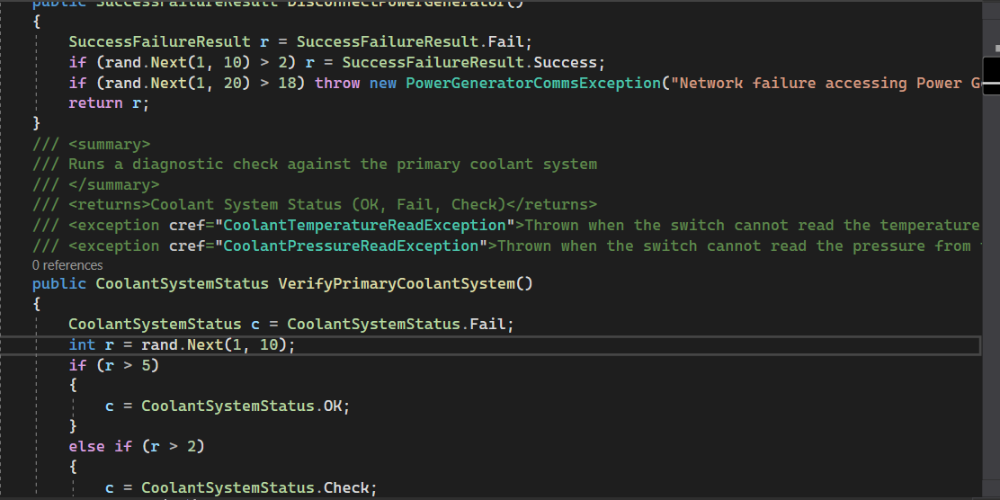 public SuccessFailureResult DisconnectPowerGenerator()
{
    SuccessFailureResult r = SuccessFailureResult.Fail;
    if (rand.Next(1, 10) > 2) r = SuccessFailureResult.Success;
    if (rand.Next(1, 20) > 18) throw new PowerGeneratorCommsException("Network failure accessing Power G
    return r;
}
/// <summary>
/// Runs a diagnostic check against the primary coolant system
/// </summary>
/// <returns>Coolant System Status (OK, Fail, Check)</returns>
/// <exception cref="CoolantTemperatureReadException">Thrown when the switch cannot read the temperature
/// <exception cref="CoolantPressureReadException">Thrown when the switch cannot read the pressure from
0 references
public CoolantSystemStatus VerifyPrimaryCoolantSystem()
{
    CoolantSystemStatus c = CoolantSystemStatus.Fail;
    int r = rand.Next(1, 10);
    if (r > 5)
    {
        c = CoolantSystemStatus.OK;
    }
    else if (r > 2)
    {
        c = CoolantSystemStatus.Check;